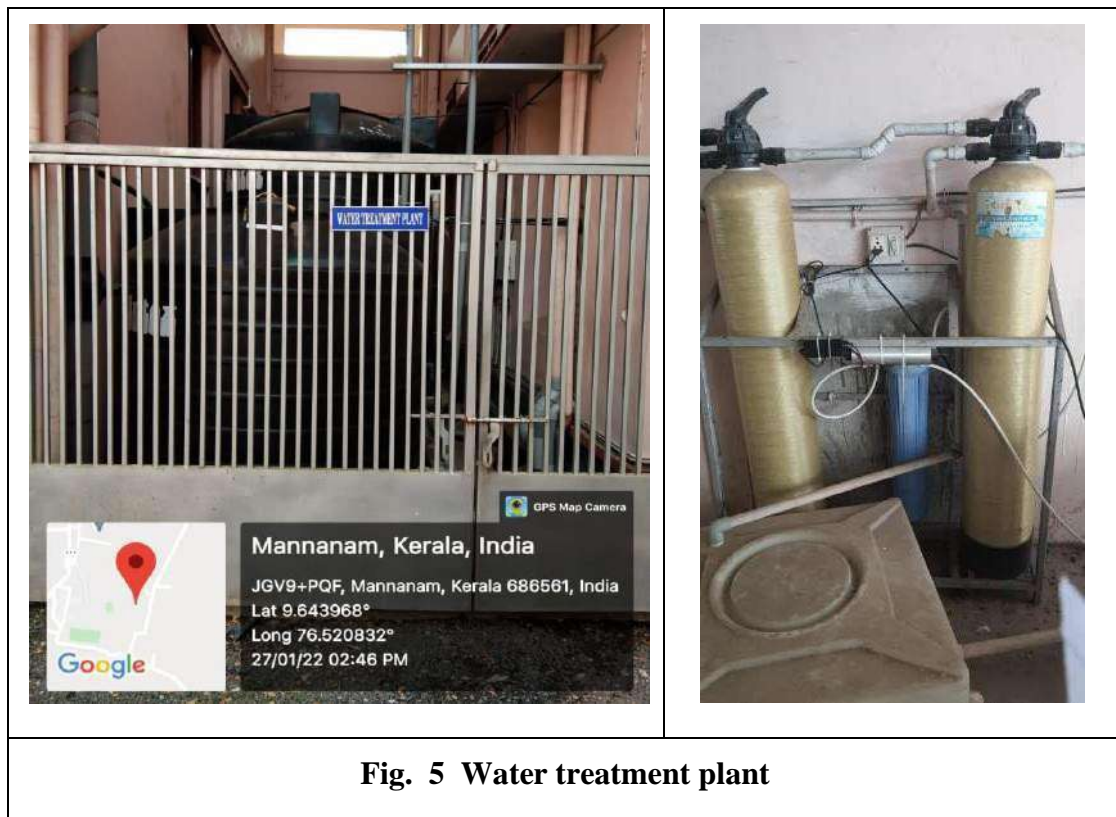 WATER TREATMENT PLANT
GPS Map Camera
Mannanam, Kerala, India
JGV9+PQF, Mannanam, Kerala 686561, India
Lat 9.643968°
Long 76.520832°
27/01/22 02:46 PM
Google
Fig. 5 Water treatment plant